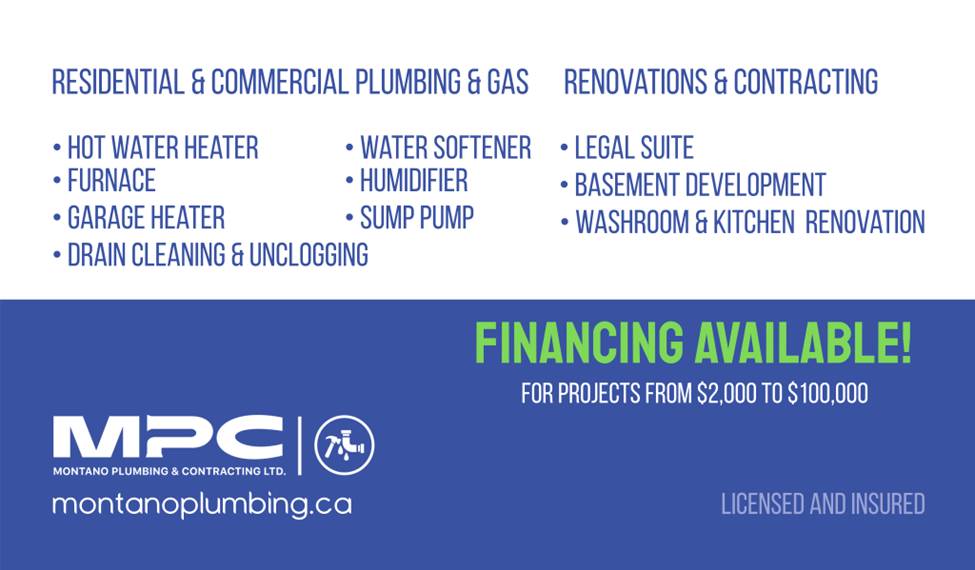 RESIDENTIAL & COMMERCIAL PLUMBING & GAS
• HOT WATER HEATER
• FURNACE
• GARAGE HEATER
• DRAIN CLEANING & UNCLOGGING
• WATER SOFTENER
• HUMIDIFIER
• SUMP PUMP
RENOVATIONS & CONTRACTING
• LEGAL SUITE
• BASEMENT DEVELOPMENT
• WASHROOM & KITCHEN RENOVATION
FINANCING AVAILABLE!
FOR PROJECTS FROM $2,000 TO $100,000
MPC
MONTANO PLUMBING & CONTRACTING LTD.
montanoplumbing.ca
LICENSED AND INSURED